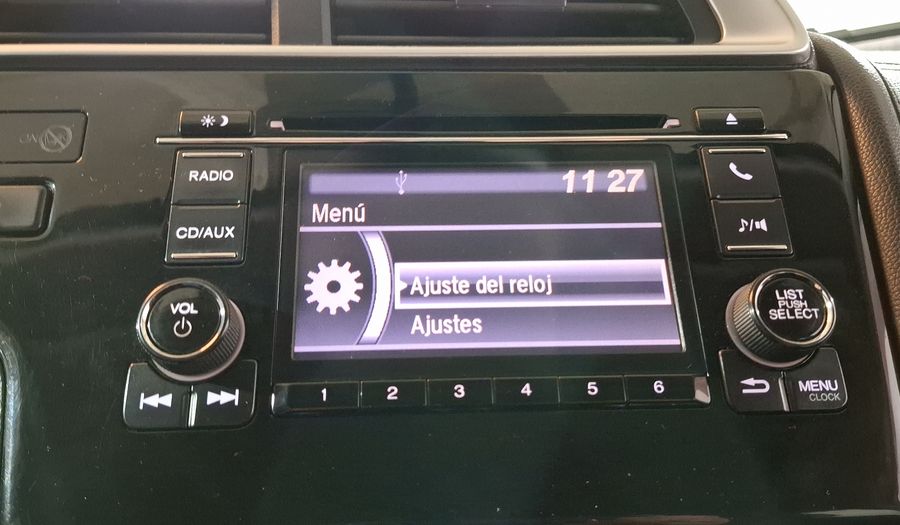 RADIO
CD/AUX
VOL
11 27
Menú
Ajuste del reloj
Ajustes
1 2 3 4 5 6
LIST
PUSH
SELECT
MENU
CLOCK